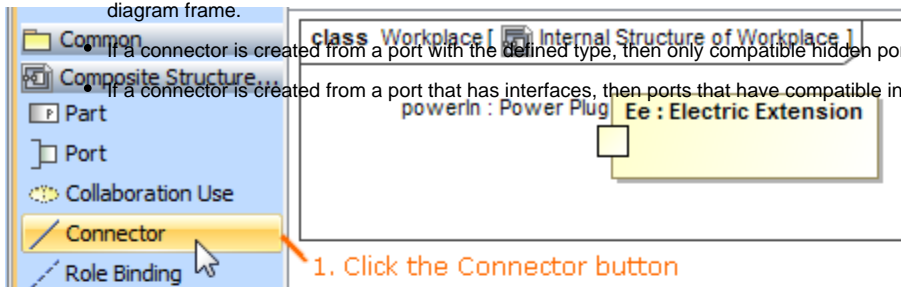 diagram frame.
Common
• If a connector is created from a port with the defined type, then only compatible hidden por
class Workplace [ Internal Structure of Workplace ]
Composite Structure...
• If a connector is created from a port that has interfaces, then ports that have compatible in
Part
powerIn : Power Plug
Ee : Electric Extension
Port
Collaboration Use
Connector
Role Binding
1. Click the Connector button